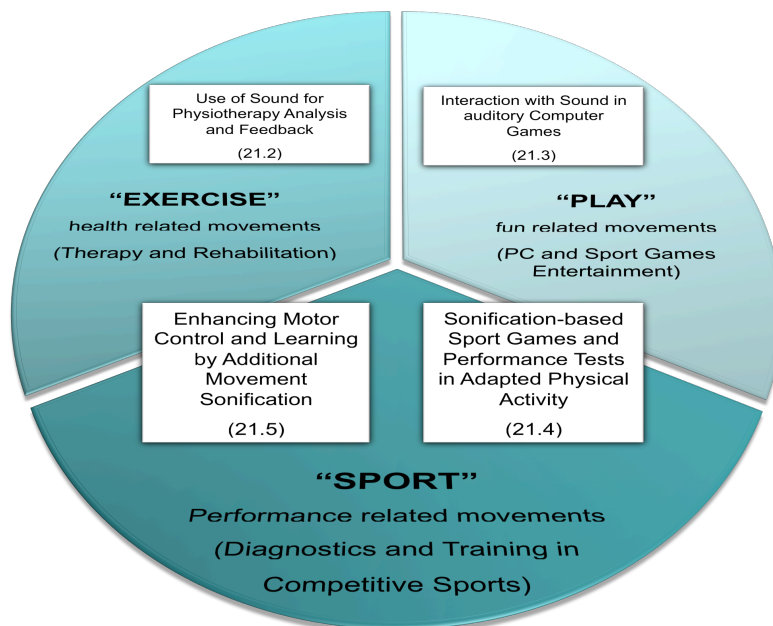 Use of Sound for
Physiotherapy Analysis
and Feedback
(21.2)
“EXERCISE”
health related movements
(Therapy and Rehabilitation)
Interaction with Sound in
auditory Computer
Games
(21.3)
“PLAY”
fun related movements
(PC and Sport Games
Entertainment)
Enhancing Motor
Control and Learning
by Additional
Movement
Sonification
(21.5)
Sonification-based
Sport Games and
Performance Tests
in Adapted Physical
Activity
(21.4)
“SPORT”
Performance related movements
(Diagnostics and Training in
Competitive Sports)